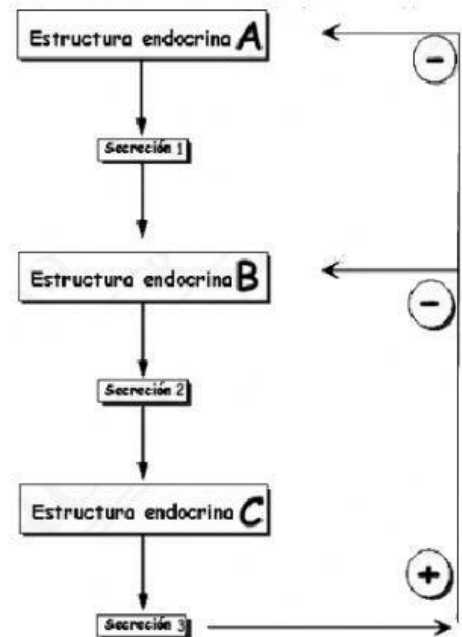 Estructura endocrina A
−
Secreción 1
Estructura endocrina B
−
Secreción 2
Estructura endocrina C
+
Secreción 3